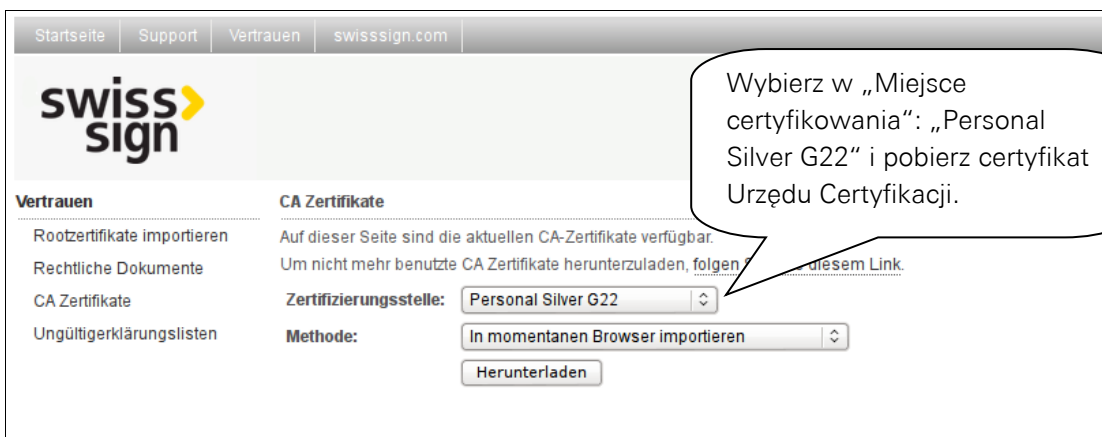 Startseite Support Vertrauen swisssign.com
swiss
sign
Wybierz w „Miejsce
certyfikowania“: „Personal
Silver G22“ i pobierz certyfikat
Urzędu Certyfikacji.
Vertrauen
Rootzertifikate importieren
Rechtliche Dokumente
CA Zertifikate
Ungültigerklärungslisten
CA Zertifikate
Auf dieser Seite sind die aktuellen CA-Zertifikate verfügbar.
Um nicht mehr benutzte CA Zertifikate herunterzuladen, folgen diesem Link.
Zertifizierungsstelle: Personal Silver G22
Methode: In momentanen Browser importieren
Herunterladen